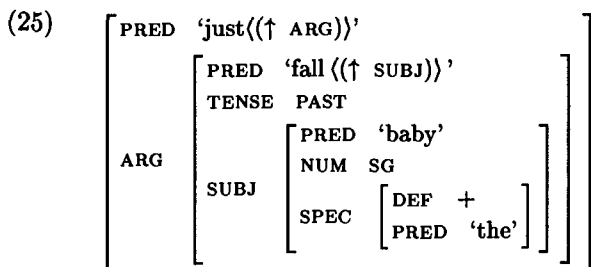 (25)
PRED ‘just⟨(↑ ARG)⟩’
PRED ‘fall ⟨(↑ SUBJ)⟩ ’
TENSE PAST
ARG
PRED ‘baby’
NUM SG
SUBJ
DEF +
SPEC
PRED ‘the’